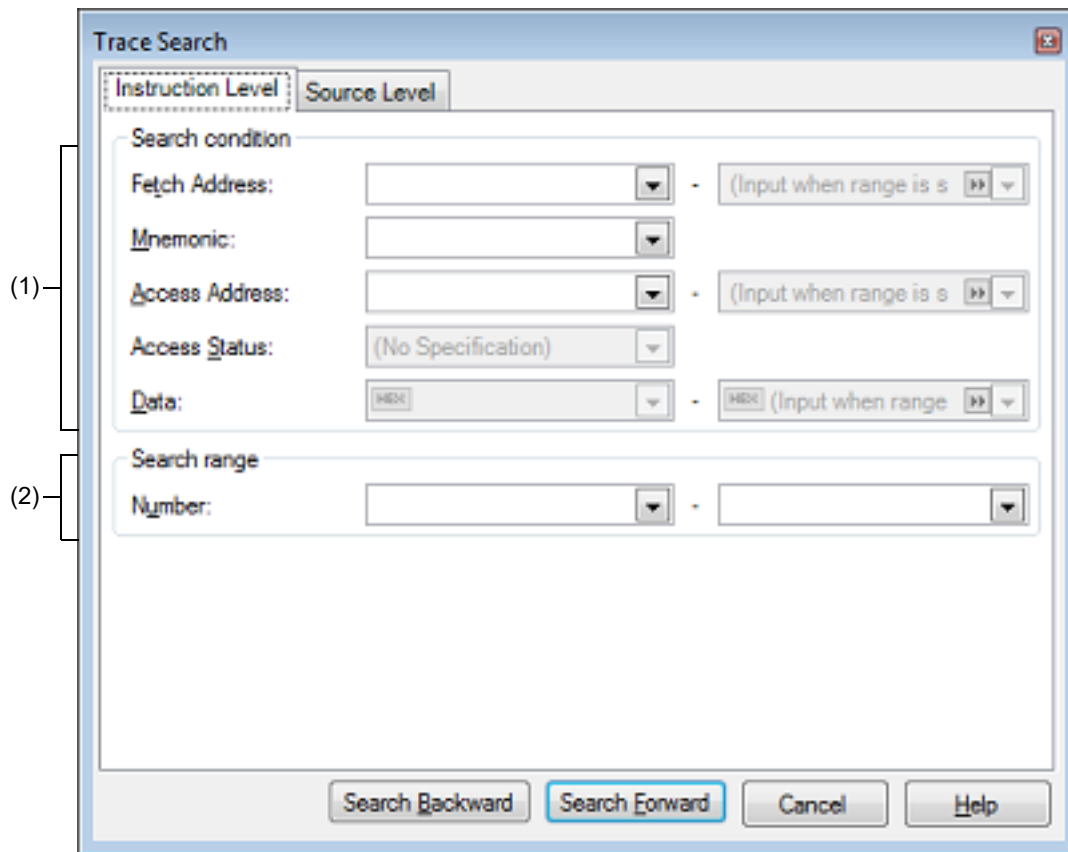 Trace Search
Instruction Level Source Level
Search condition
Fetch Address: - (Input when range is s
Mnemonic:
(1) Access Address: - (Input when range is s
Access Status: (No Specification)
Data: HEX - HEX (Input when range
Search range
(2) Number: -
Search Backward Search Forward Cancel Help